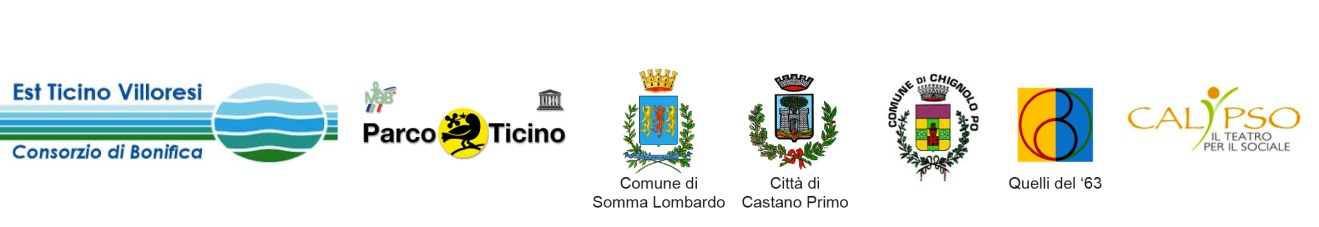 Est Ticino Villoresi
Consorzio di Bonifica
MAB
Parco Ticino
Comune di
Somma Lombardo
Città di
Castano Primo
COMUNE DI CHIGNOLO PO
Quelli del ‘63
CALYPSO
IL TEATRO
PER IL SOCIALE